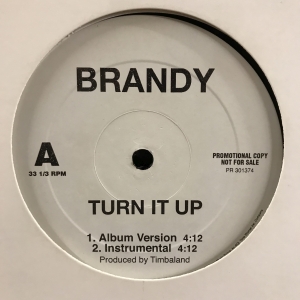 BRANDY
A
33 1/3 RPM
PROMOTIONAL COPY
NOT FOR SALE
PR 301374
TURN IT UP
1. Album Version 4:12
2. Instrumental 4:12
Produced by Timbaland